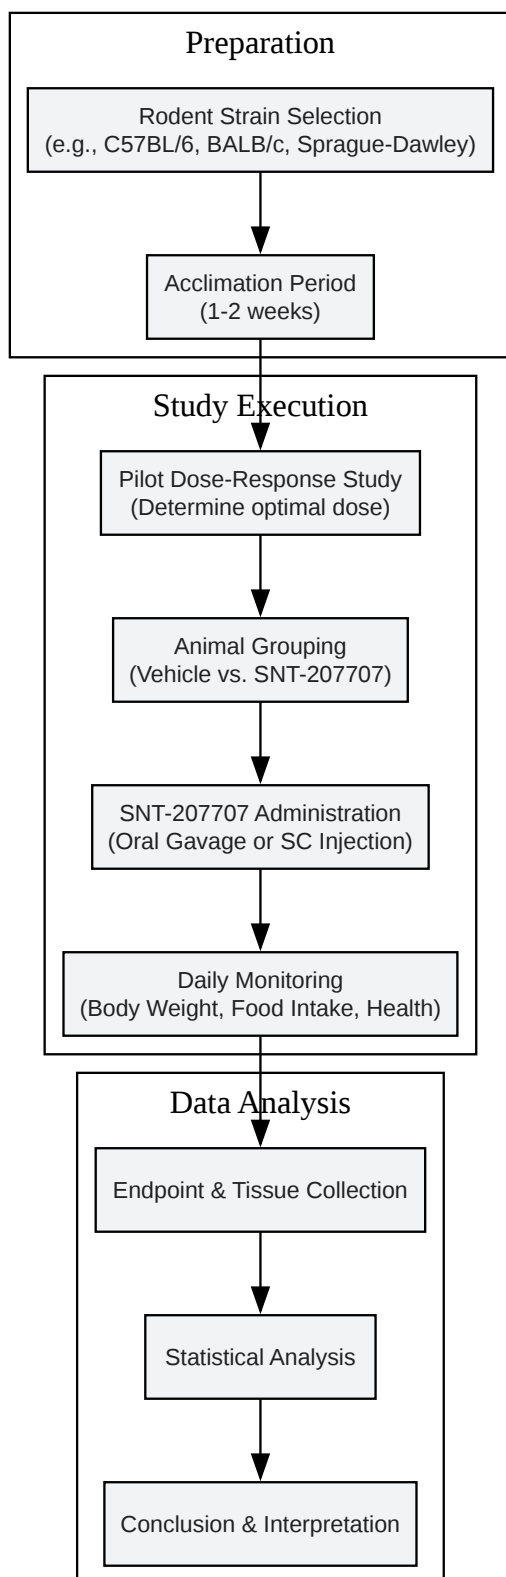 Preparation
Rodent Strain Selection
(e.g., C57BL/6, BALB/c, Sprague-Dawley)
Acclimation Period
(1-2 weeks)
Study Execution
Pilot Dose-Response Study
(Determine optimal dose)
Animal Grouping
(Vehicle vs. SNT-207707)
SNT-207707 Administration
(Oral Gavage or SC Injection)
Daily Monitoring
(Body Weight, Food Intake, Health)
Data Analysis
Endpoint & Tissue Collection
Statistical Analysis
Conclusion & Interpretation